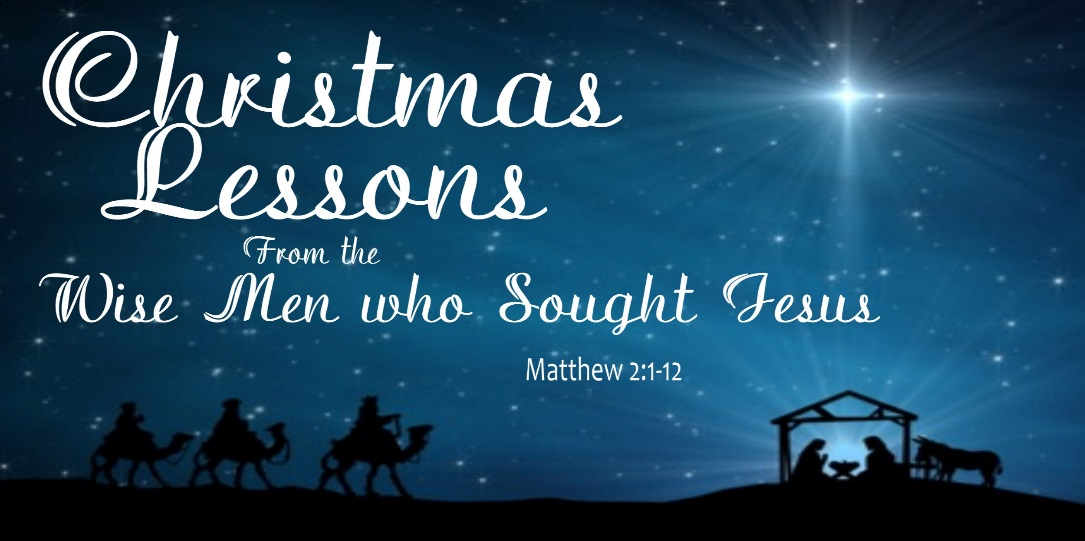 Christmas
Lessons
From the
Wise Men who Sought Jesus
Matthew 2:1-12